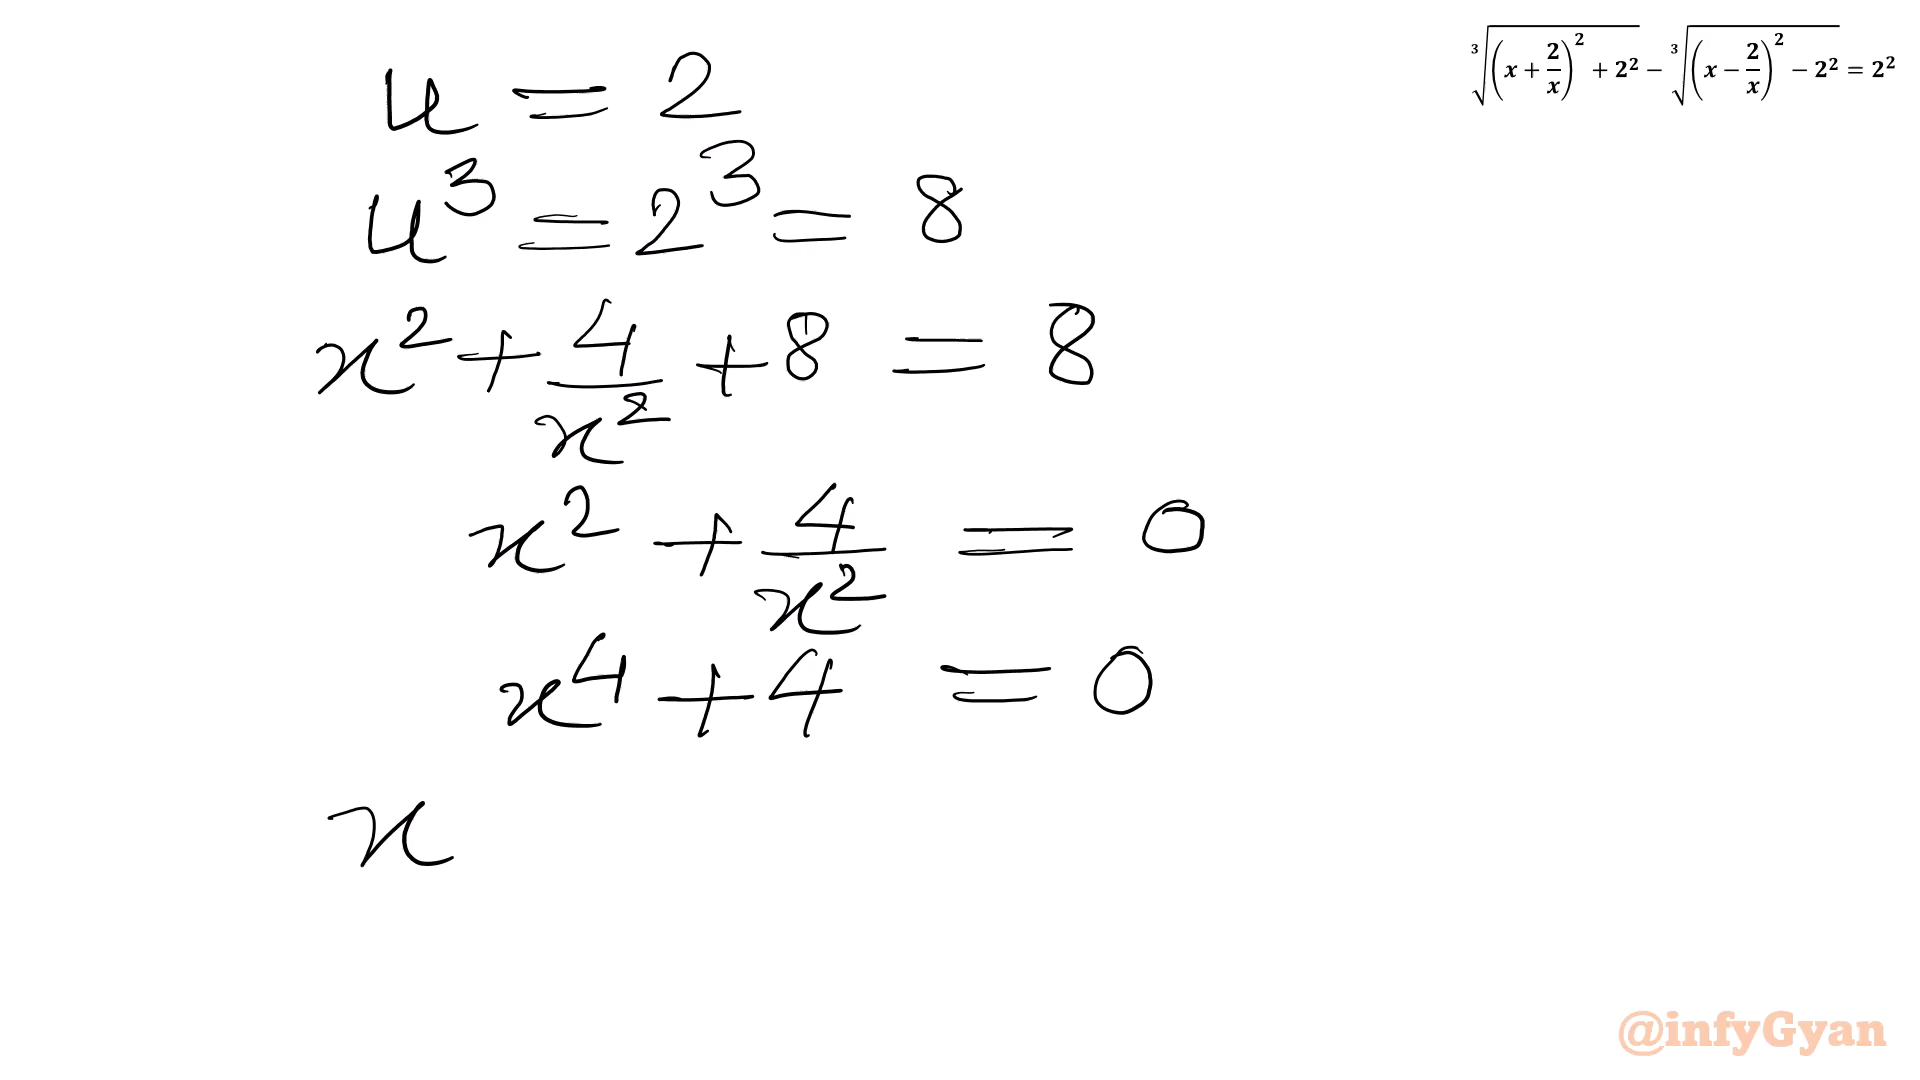 ∛((x + 2/x)² + 2²) − ∛((x − 2/x)² − 2²) = 2²
u = 2
u³ = 2³ = 8
x² + 4/x² + 8 = 8
x² + 4/x² = 0
x⁴ + 4 = 0
x
@infyGyan